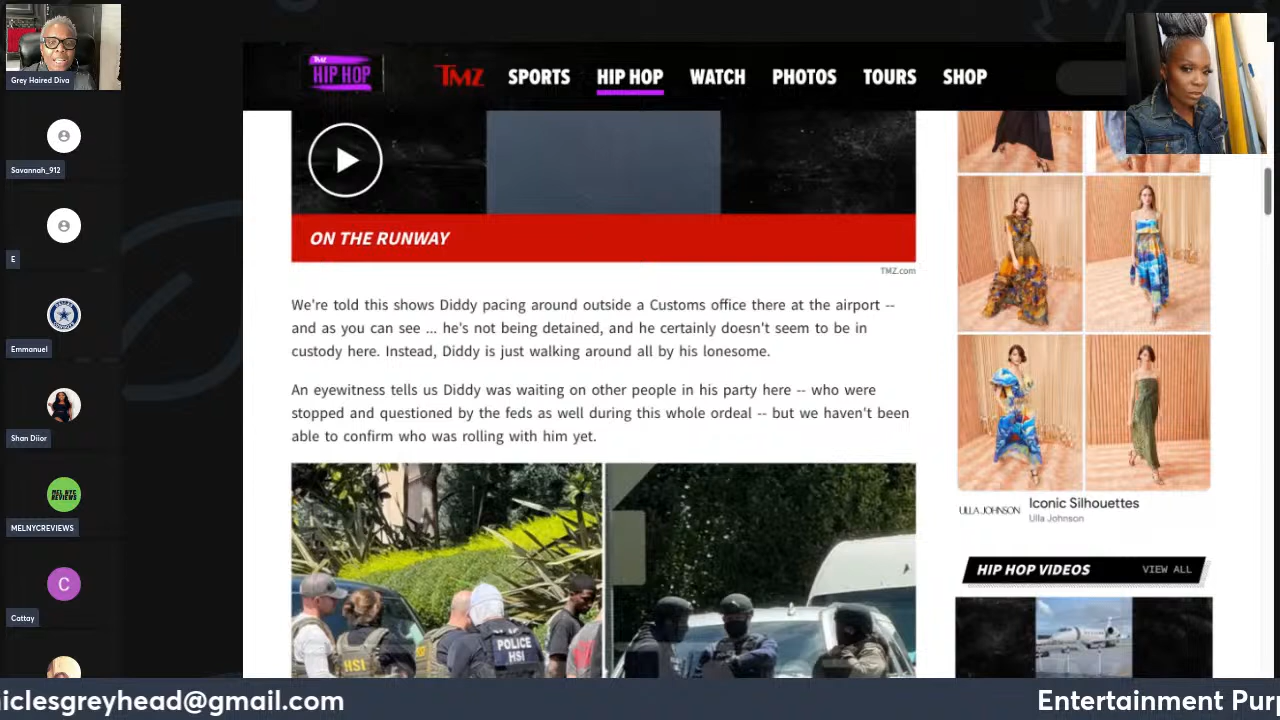 Grey Haired Diva
Savannah_912
E
Emmanuel
Shan Diior
MEL NYC
REVIEWS
MELNYCREVIEWS
C
Cattay
TMZ
HIP HOP
TMZ SPORTS HIP HOP WATCH PHOTOS TOURS SHOP
ON THE RUNWAY
TMZ.com
We're told this shows Diddy pacing around outside a Customs office there at the airport --
and as you can see ... he's not being detained, and he certainly doesn't seem to be in
custody here. Instead, Diddy is just walking around all by his lonesome.
An eyewitness tells us Diddy was waiting on other people in his party here -- who were
stopped and questioned by the feds as well during this whole ordeal -- but we haven't been
able to confirm who was rolling with him yet.
HSI
POLICE
HSI
ULLA JOHNSON
Iconic Silhouettes
Ulla Johnson
HIP HOP VIDEOS VIEW ALL
iclesgreyhead@gmail.com
Entertainment Pur